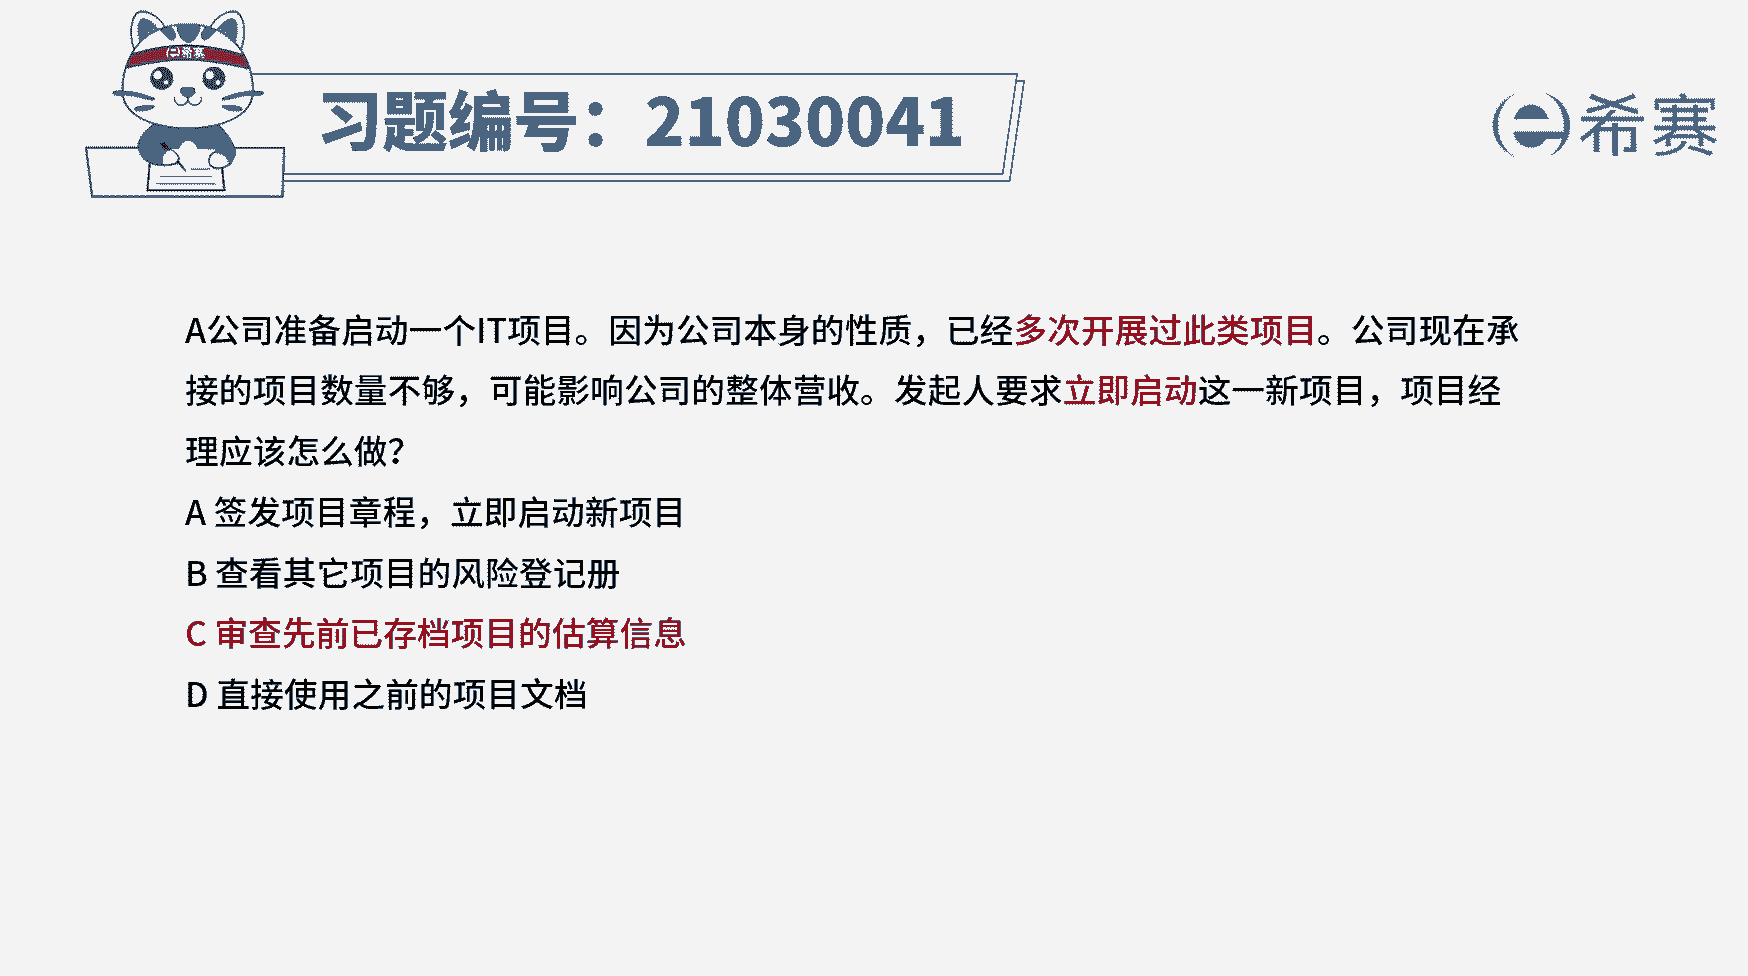 e希赛
习题编号：21030041
e希赛
A公司准备启动一个IT项目。因为公司本身的性质，已经多次开展过此类项目。公司现在承
接的项目数量不够，可能影响公司的整体营收。发起人要求立即启动这一新项目，项目经
理应该怎么做？
A 签发项目章程，立即启动新项目
B 查看其它项目的风险登记册
C 审查先前已存档项目的估算信息
D 直接使用之前的项目文档